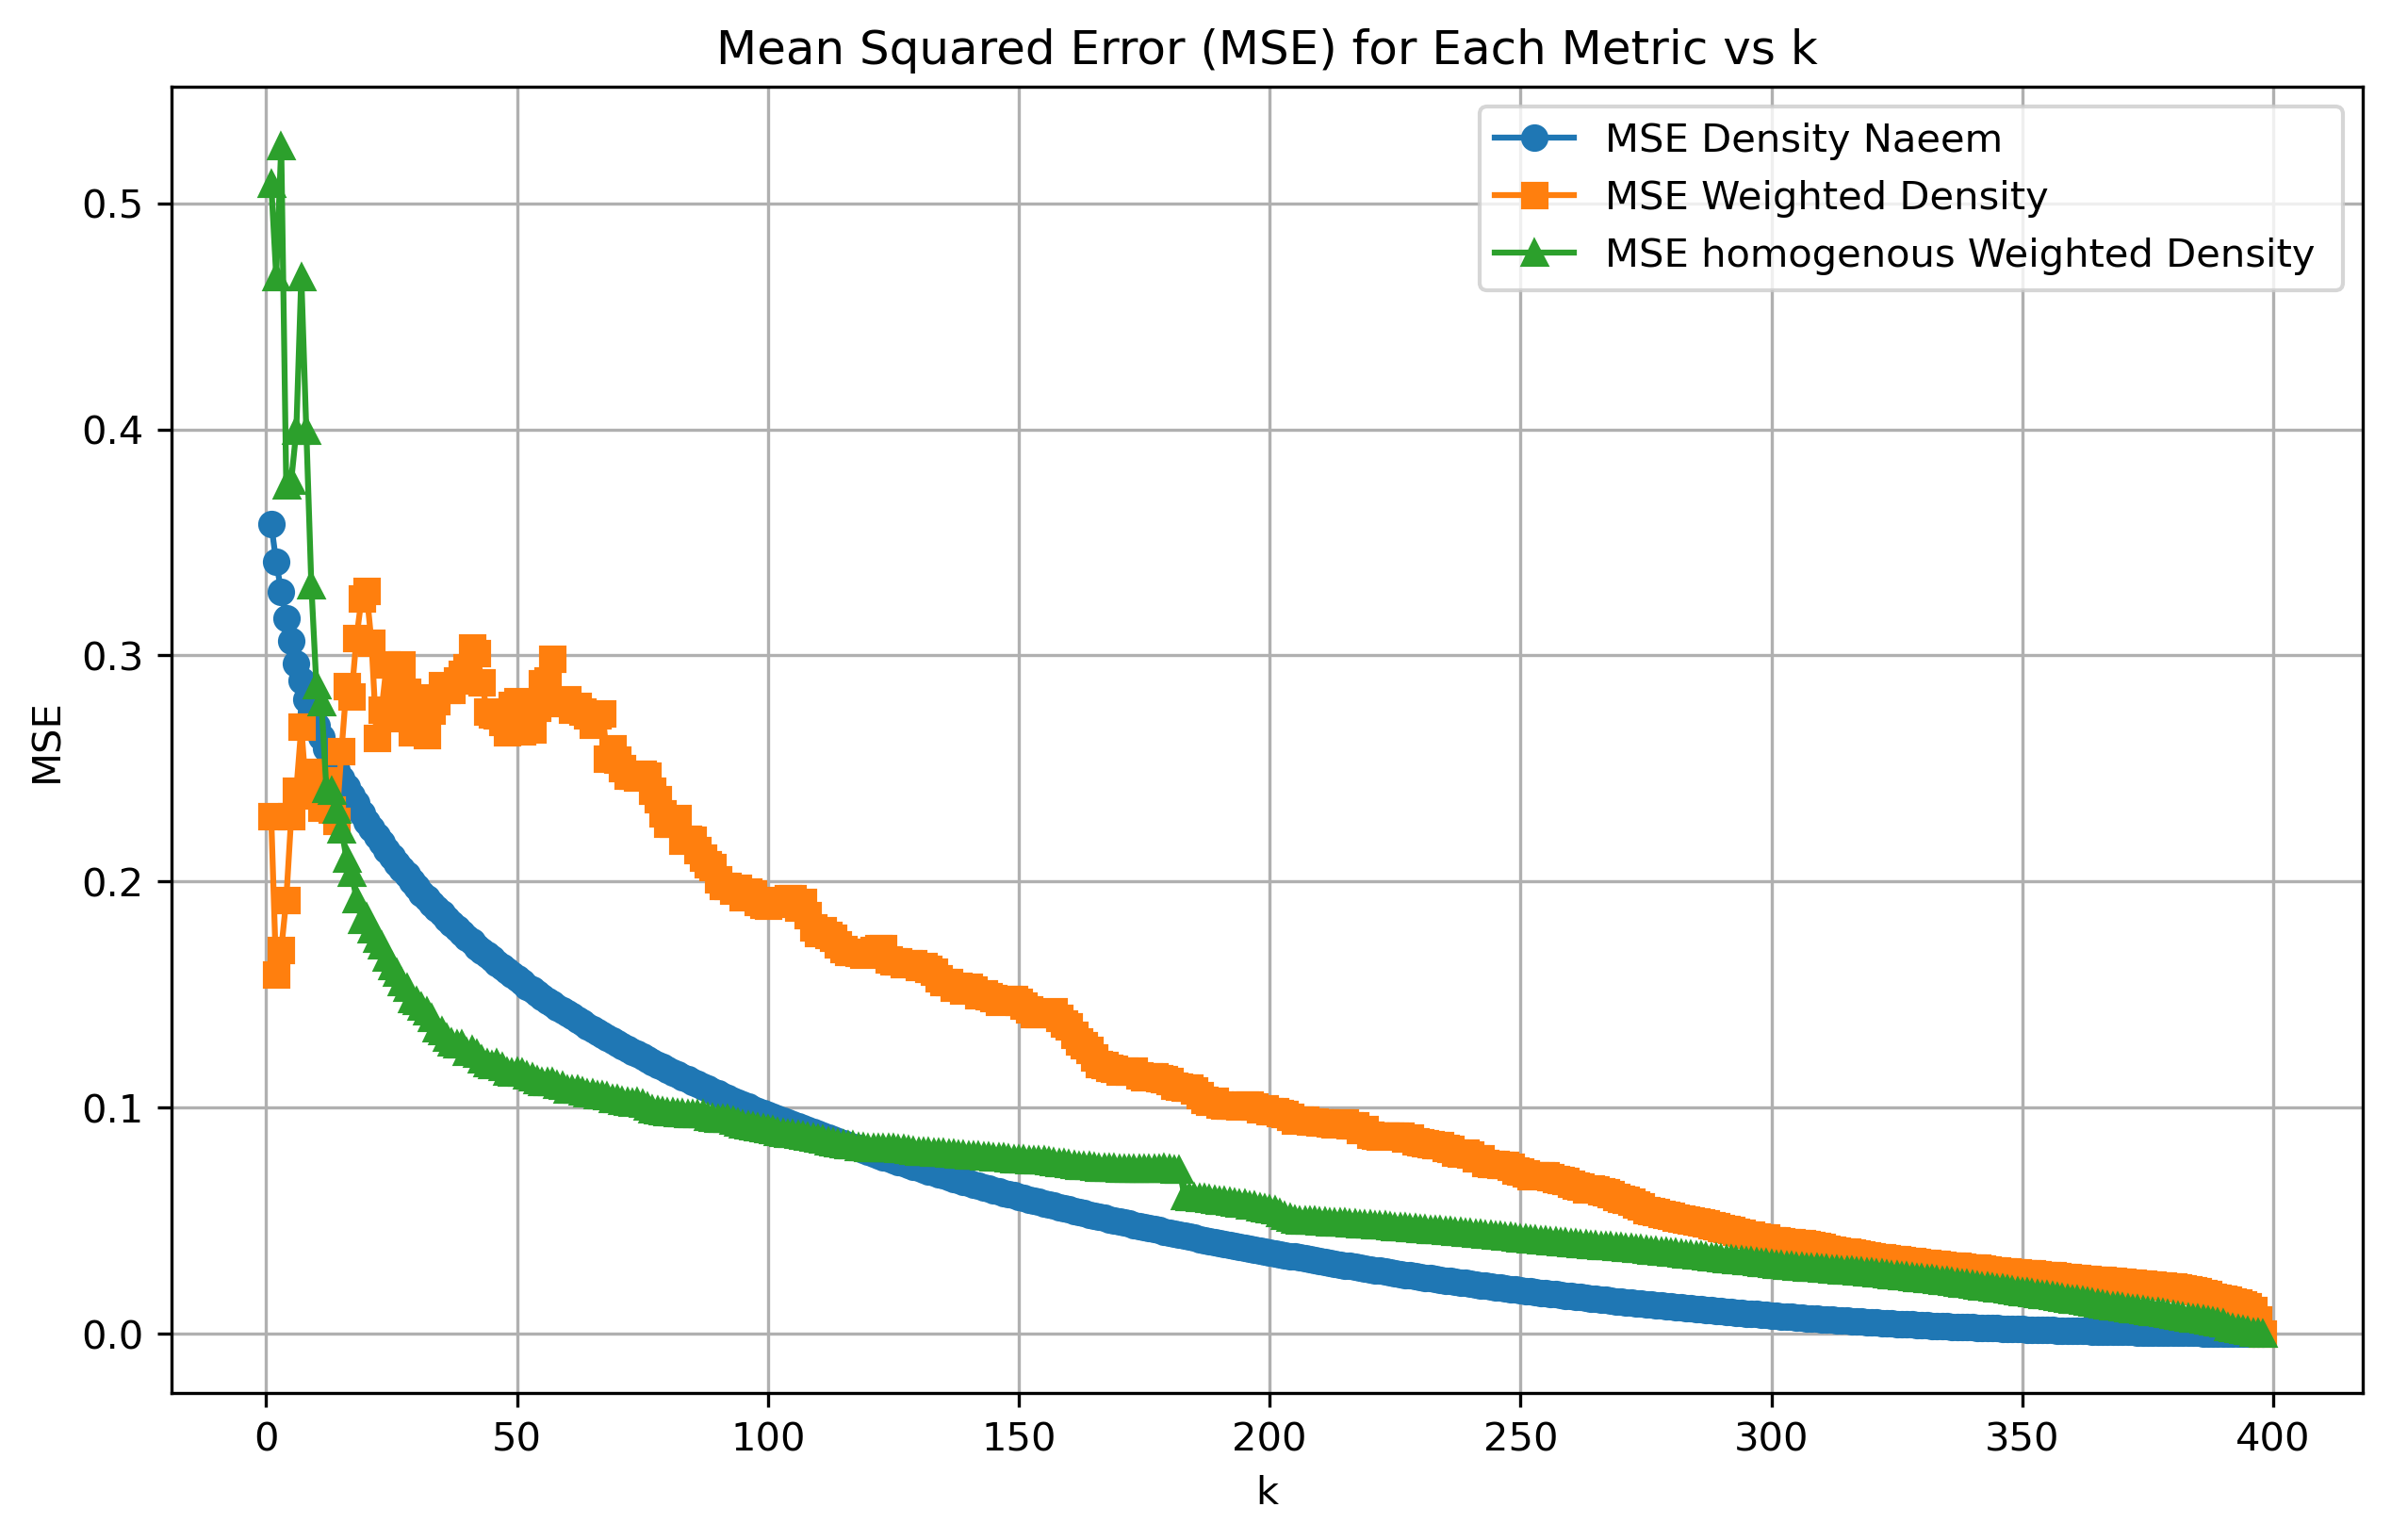 Mean Squared Error (MSE) for Each Metric vs k
MSE Density Naeem
MSE Weighted Density
MSE homogenous Weighted Density
MSE
0.5
0.4
0.3
0.2
0.1
0.0
0 50 100 150 200 250 300 350 400
k